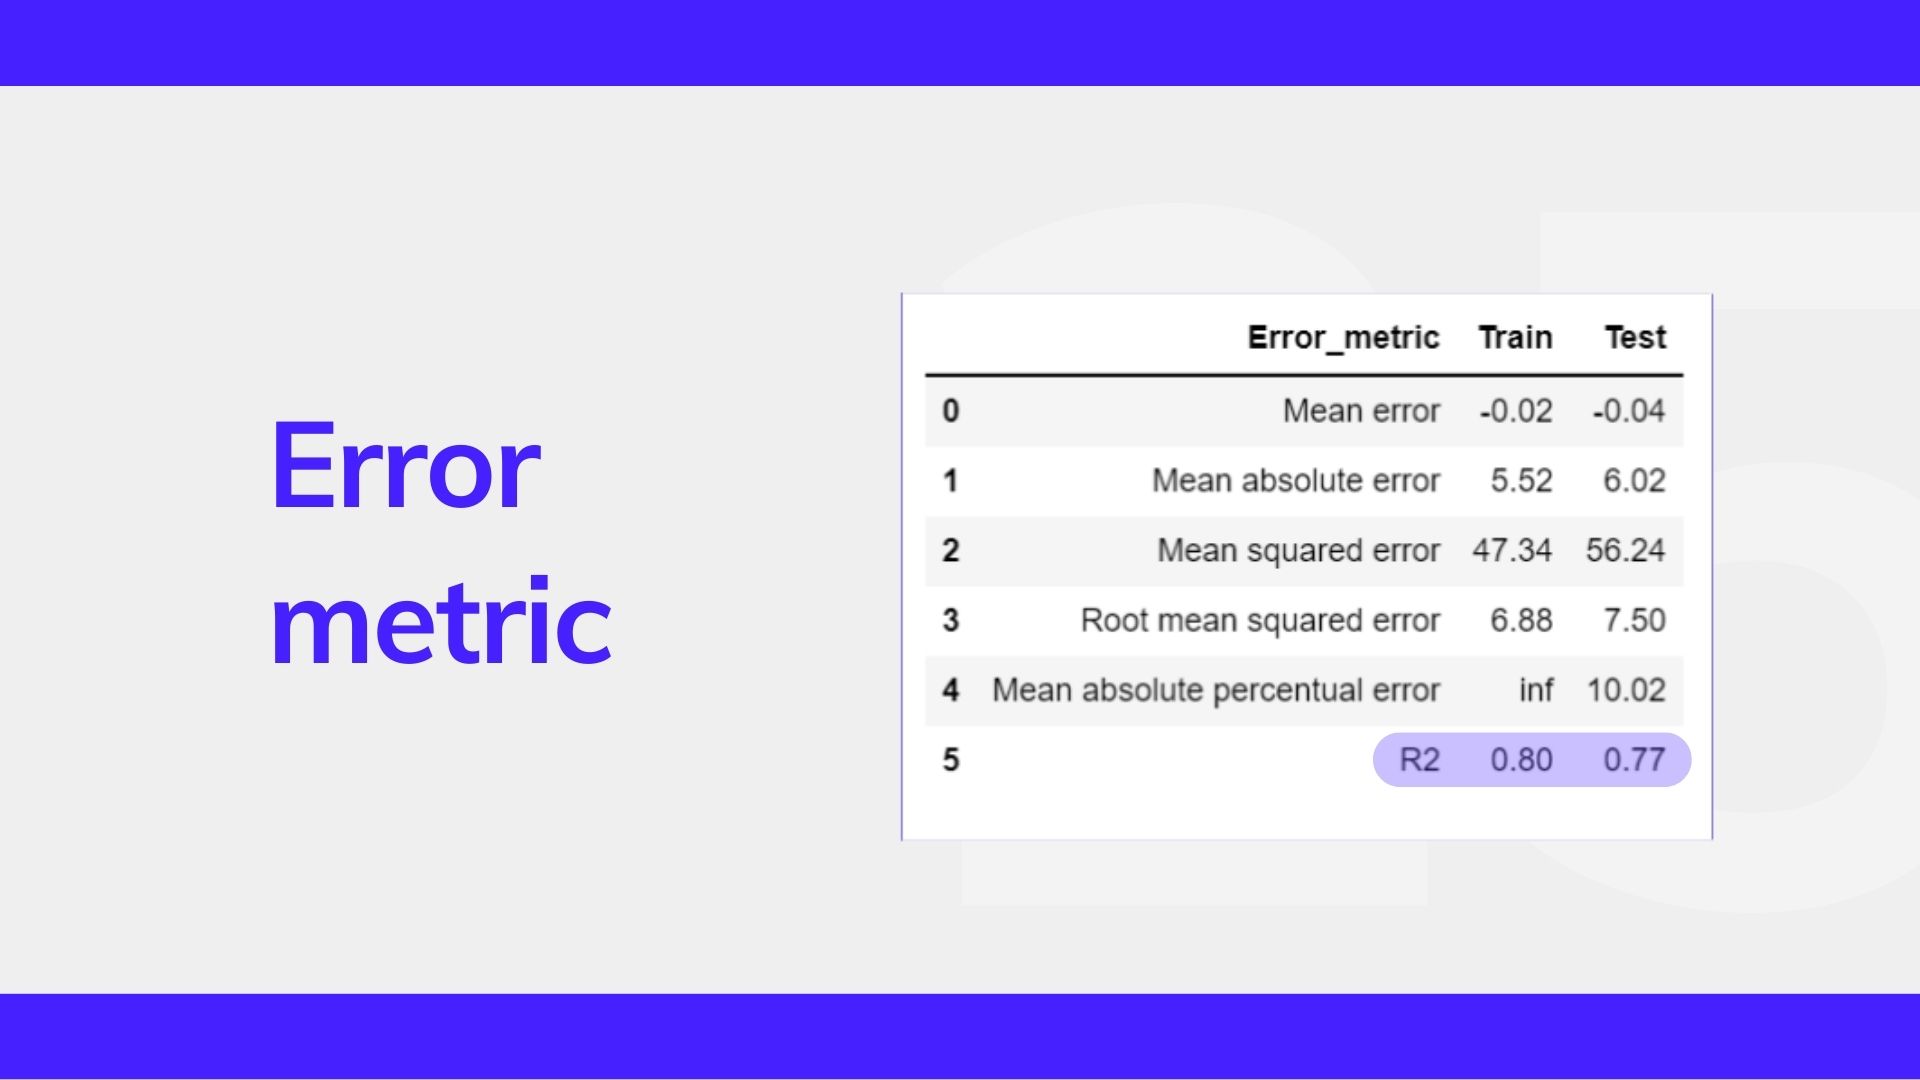 Error
metric
Error_metric Train Test
0 Mean error -0.02 -0.04
1 Mean absolute error 5.52 6.02
2 Mean squared error 47.34 56.24
3 Root mean squared error 6.88 7.50
4 Mean absolute percentual error inf 10.02
5 R2 0.80 0.77